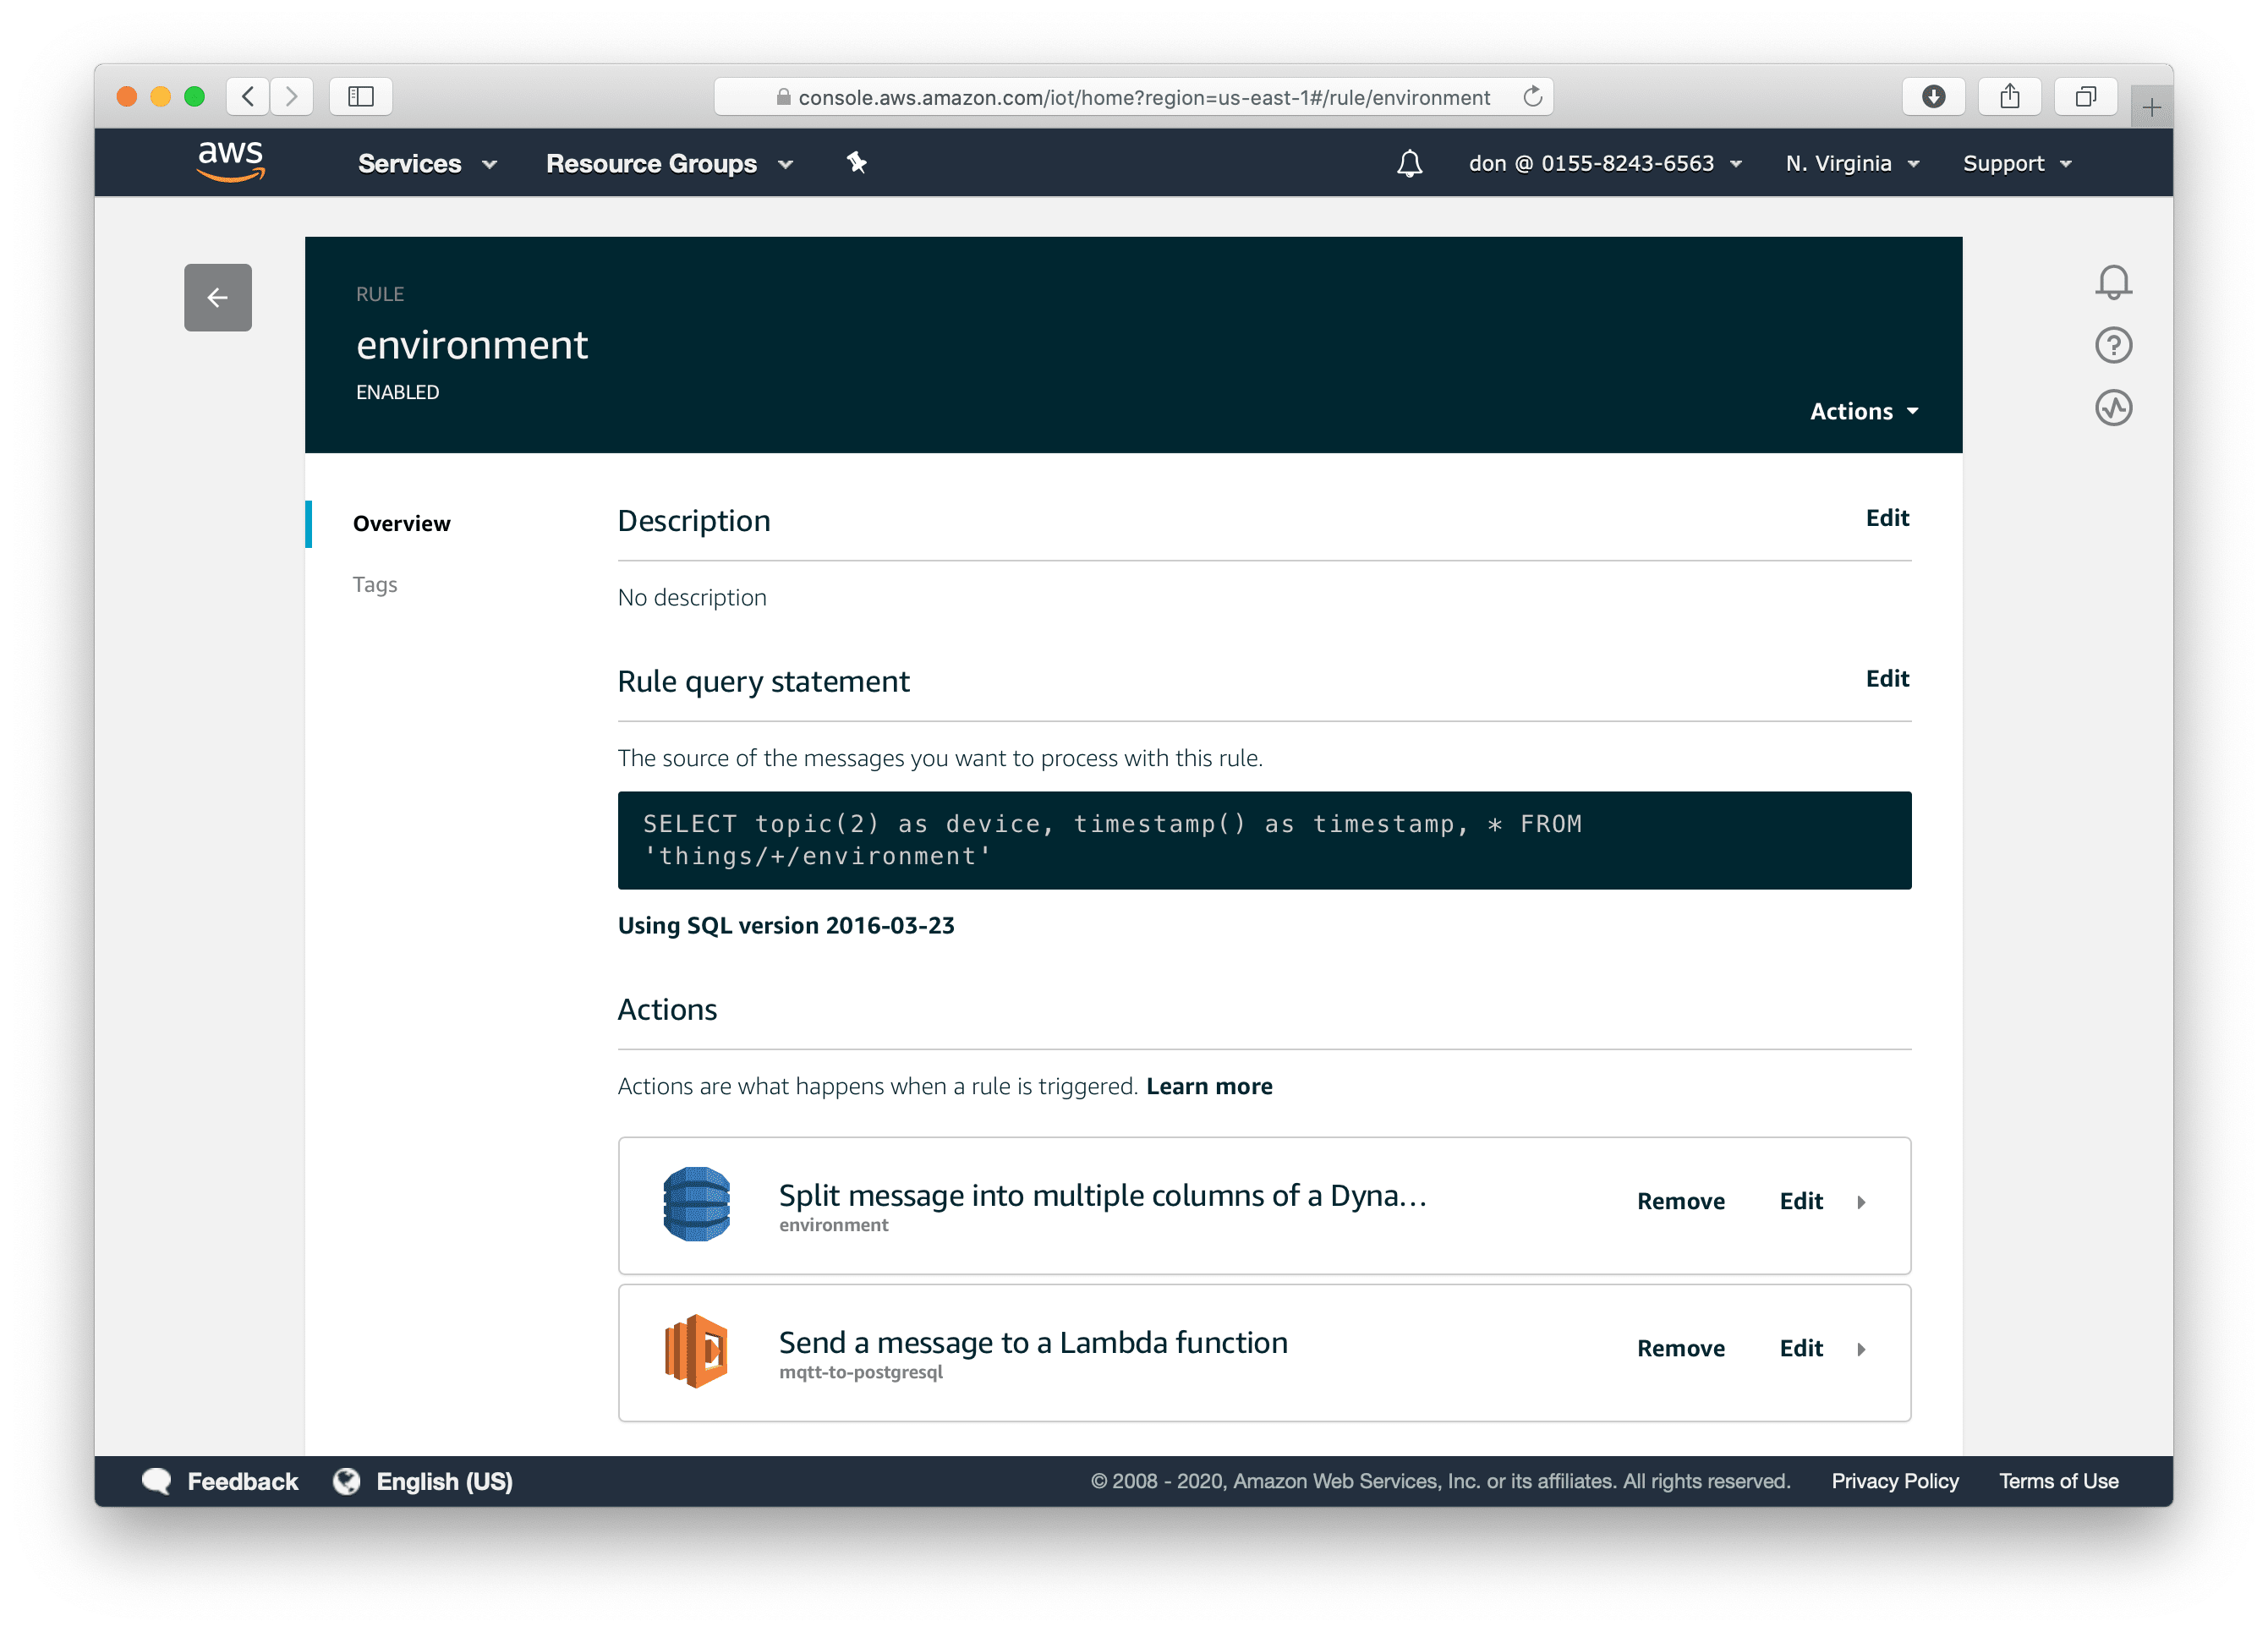 console.aws.amazon.com/iot/home?region=us-east-1#/rule/environment
aws
Services
Resource Groups
don @ 0155-8243-6563
N. Virginia
Support
RULE
environment
ENABLED
Actions
Overview
Tags
Description
Edit
No description
Rule query statement
Edit
The source of the messages you want to process with this rule.
SELECT topic(2) as device, timestamp() as timestamp, * FROM
'things/+/environment'
Using SQL version 2016-03-23
Actions
Actions are what happens when a rule is triggered. Learn more
Split message into multiple columns of a Dyna...
environment
Remove
Edit
Send a message to a Lambda function
mqtt-to-postgresql
Remove
Edit
Feedback
English (US)
© 2008 - 2020, Amazon Web Services, Inc. or its affiliates. All rights reserved.
Privacy Policy
Terms of Use